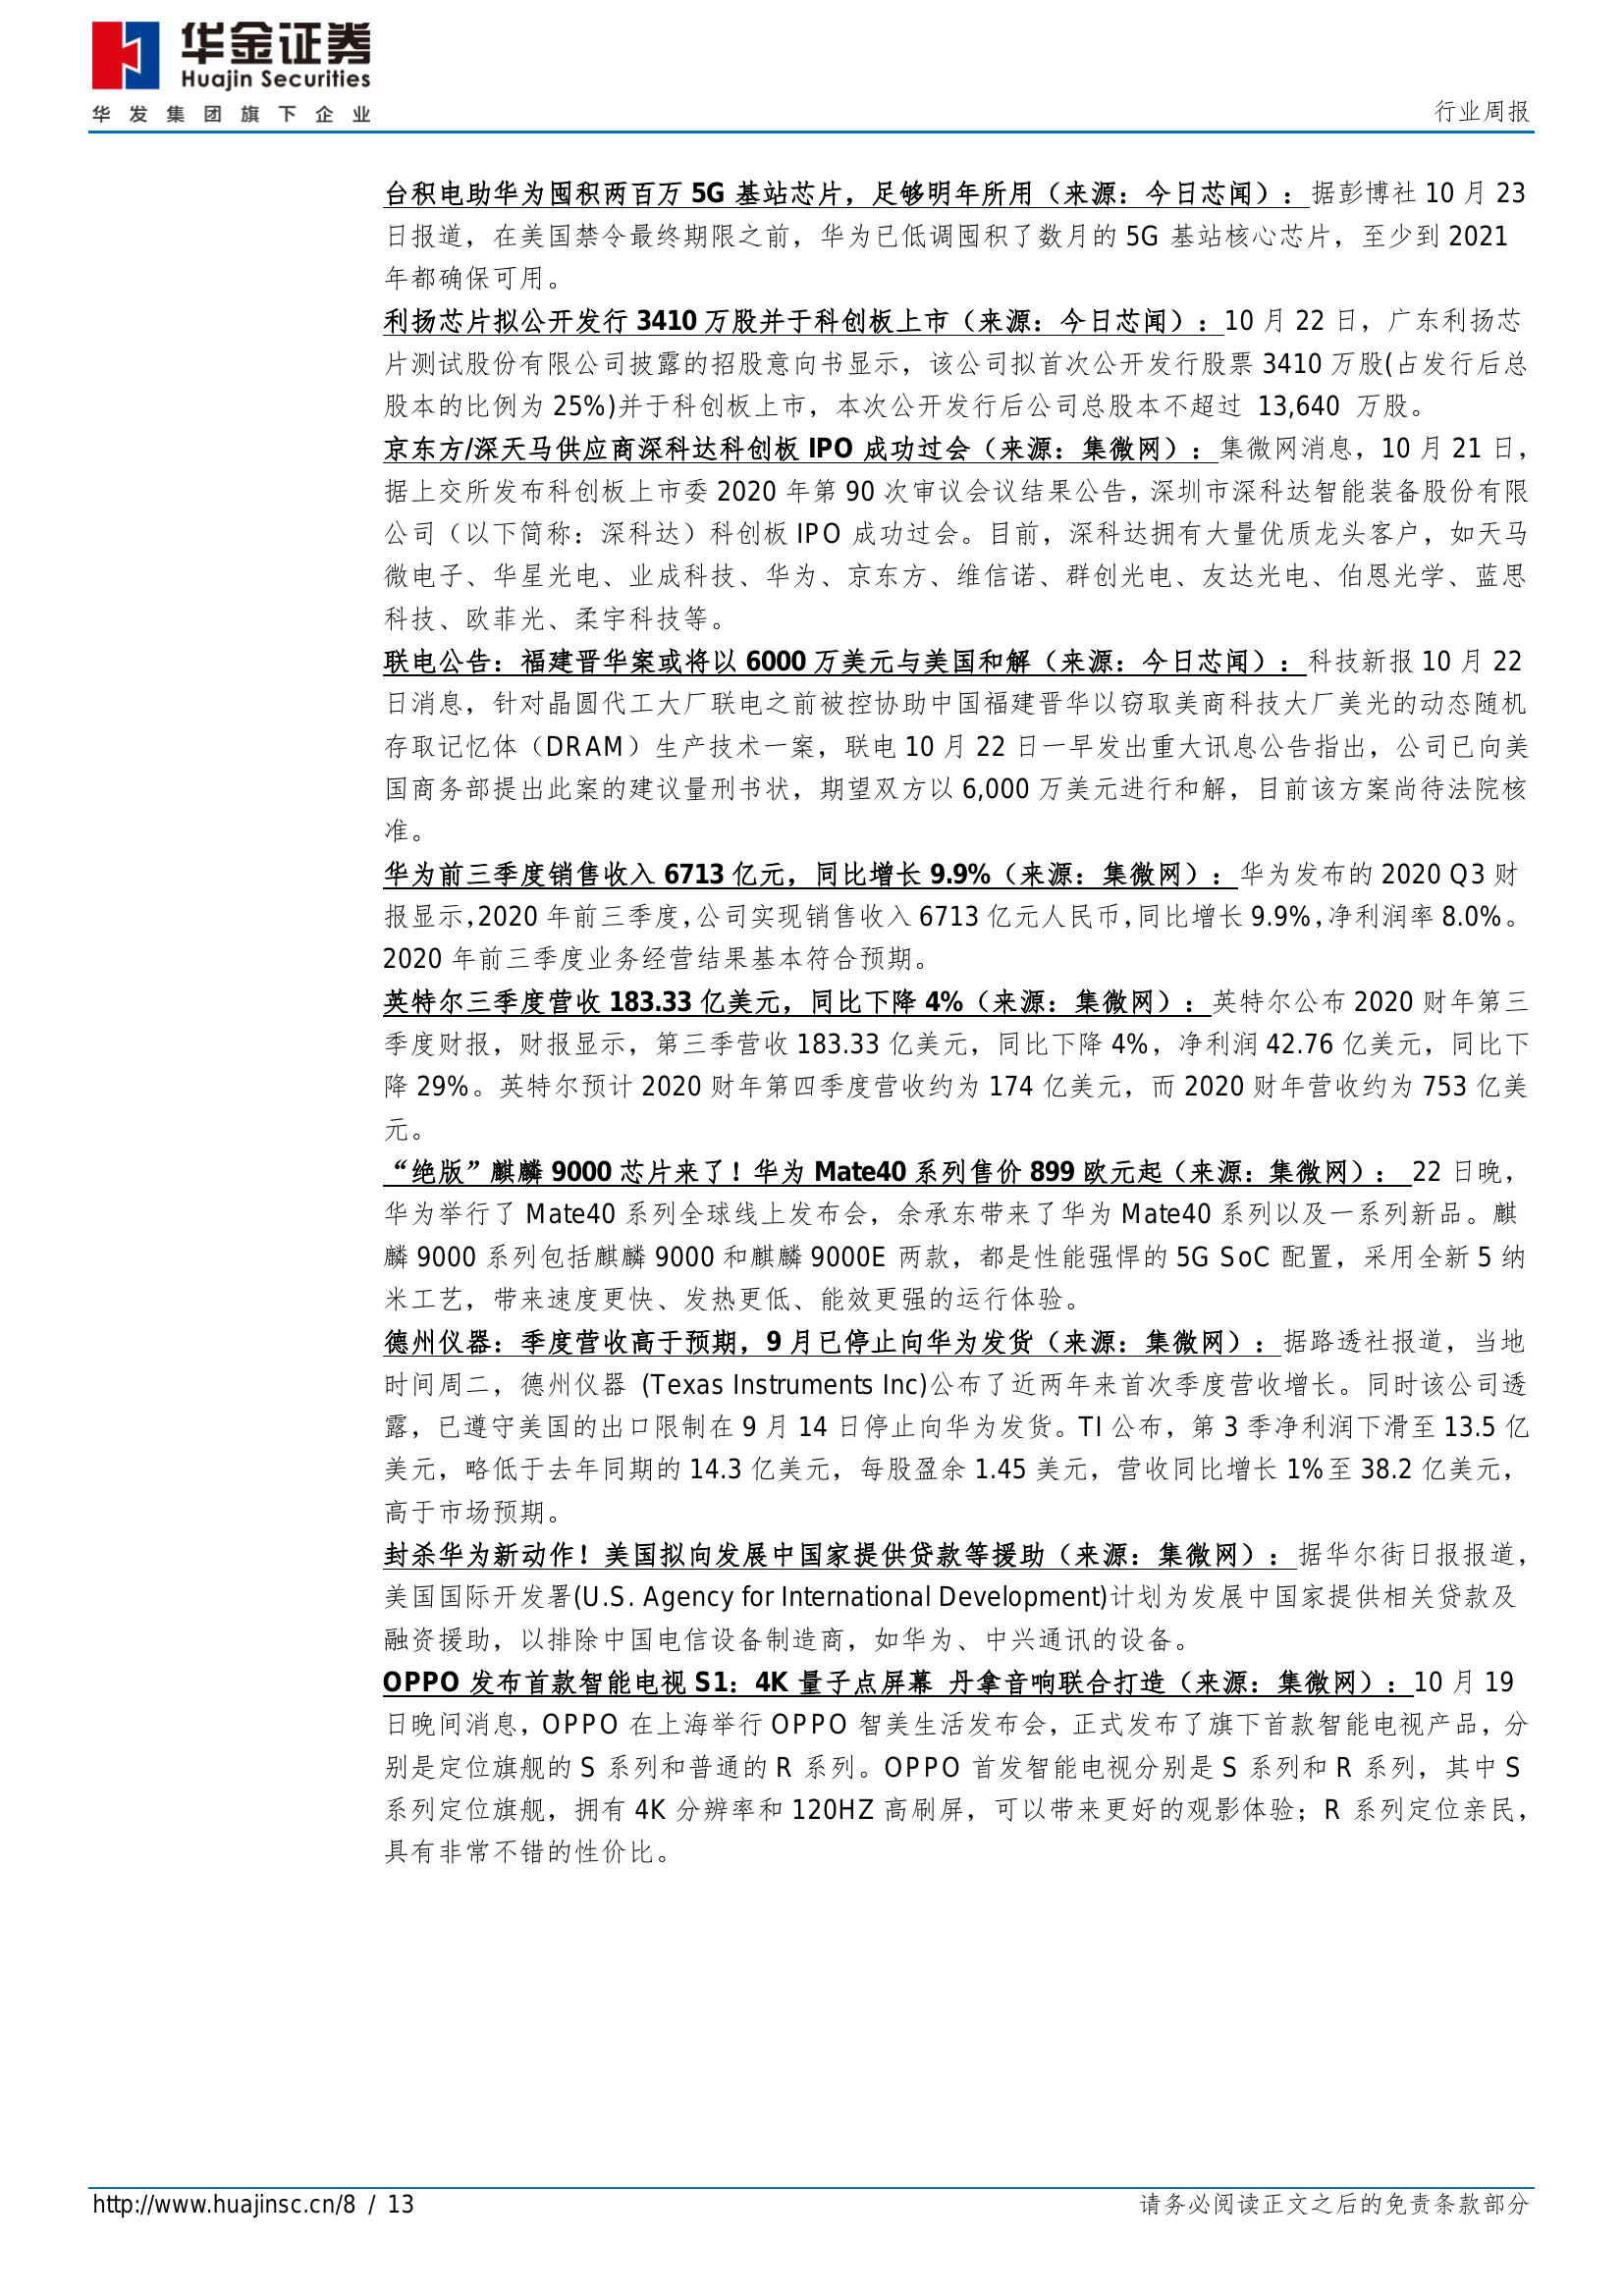 华金证券
Huajin Securities
华发集团旗下企业
行业周报
台积电助华为囤积两百万 5G 基站芯片，足够明年所用（来源：今日芯闻）：据彭博社 10 月 23
日报道，在美国禁令最终期限之前，华为已低调囤积了数月的 5G 基站核心芯片，至少到 2021
年都确保可用。
利扬芯片拟公开发行 3410 万股并于科创板上市（来源：今日芯闻）：10 月 22 日，广东利扬芯
片测试股份有限公司披露的招股意向书显示，该公司拟首次公开发行股票 3410 万股(占发行后总
股本的比例为 25%)并于科创板上市，本次公开发行后公司总股本不超过 13,640 万股。
京东方/深天马供应商深科达科创板 IPO 成功过会（来源：集微网）：集微网消息，10 月 21 日，
据上交所发布科创板上市委 2020 年第 90 次审议会议结果公告，深圳市深科达智能装备股份有限
公司（以下简称：深科达）科创板 IPO 成功过会。目前，深科达拥有大量优质龙头客户，如天马
微电子、华星光电、业成科技、华为、京东方、维信诺、群创光电、友达光电、伯恩光学、蓝思
科技、欧菲光、柔宇科技等。
联电公告：福建晋华案或将以 6000 万美元与美国和解（来源：今日芯闻）：科技新报 10 月 22
日消息，针对晶圆代工大厂联电之前被控协助中国福建晋华以窃取美商科技大厂美光的动态随机
存取记忆体（DRAM）生产技术一案，联电 10 月 22 日一早发出重大讯息公告指出，公司已向美
国商务部提出此案的建议量刑书状，期望双方以 6,000 万美元进行和解，目前该方案尚待法院核
准。
华为前三季度销售收入 6713 亿元，同比增长 9.9%（来源：集微网）：华为发布的 2020 Q3 财
报显示，2020 年前三季度，公司实现销售收入 6713 亿元人民币，同比增长 9.9%，净利润率 8.0%。
2020 年前三季度业务经营结果基本符合预期。
英特尔三季度营收 183.33 亿美元，同比下降 4%（来源：集微网）：英特尔公布 2020 财年第三
季度财报，财报显示，第三季营收 183.33 亿美元，同比下降 4%，净利润 42.76 亿美元，同比下
降 29%。英特尔预计 2020 财年第四季度营收约为 174 亿美元，而 2020 财年营收约为 753 亿美
元。
“绝版”麒麟 9000 芯片来了！华为 Mate40 系列售价 899 欧元起（来源：集微网）： 22 日晚，
华为举行了 Mate40 系列全球线上发布会，余承东带来了华为 Mate40 系列以及一系列新品。麒
麟 9000 系列包括麒麟 9000 和麒麟 9000E 两款，都是性能强悍的 5G SoC 配置，采用全新 5 纳
米工艺，带来速度更快、发热更低、能效更强的运行体验。
德州仪器：季度营收高于预期，9 月已停止向华为发货（来源：集微网）：据路透社报道，当地
时间周二，德州仪器 (Texas Instruments Inc)公布了近两年来首次季度营收增长。同时该公司透
露，已遵守美国的出口限制在 9 月 14 日停止向华为发货。TI 公布，第 3 季净利润下滑至 13.5 亿
美元，略低于去年同期的 14.3 亿美元，每股盈余 1.45 美元，营收同比增长 1%至 38.2 亿美元，
高于市场预期。
封杀华为新动作！美国拟向发展中国家提供贷款等援助（来源：集微网）：据华尔街日报报道，
美国国际开发署(U.S. Agency for International Development)计划为发展中国家提供相关贷款及
融资援助，以排除中国电信设备制造商，如华为、中兴通讯的设备。
OPPO 发布首款智能电视 S1：4K 量子点屏幕 丹拿音响联合打造（来源：集微网）：10 月 19
日晚间消息，OPPO 在上海举行 OPPO 智美生活发布会，正式发布了旗下首款智能电视产品，分
别是定位旗舰的 S 系列和普通的 R 系列。OPPO 首发智能电视分别是 S 系列和 R 系列，其中 S
系列定位旗舰，拥有 4K 分辨率和 120HZ 高刷屏，可以带来更好的观影体验；R 系列定位亲民，
具有非常不错的性价比。
http://www.huajinsc.cn/8 / 13
请务必阅读正文之后的免责条款部分